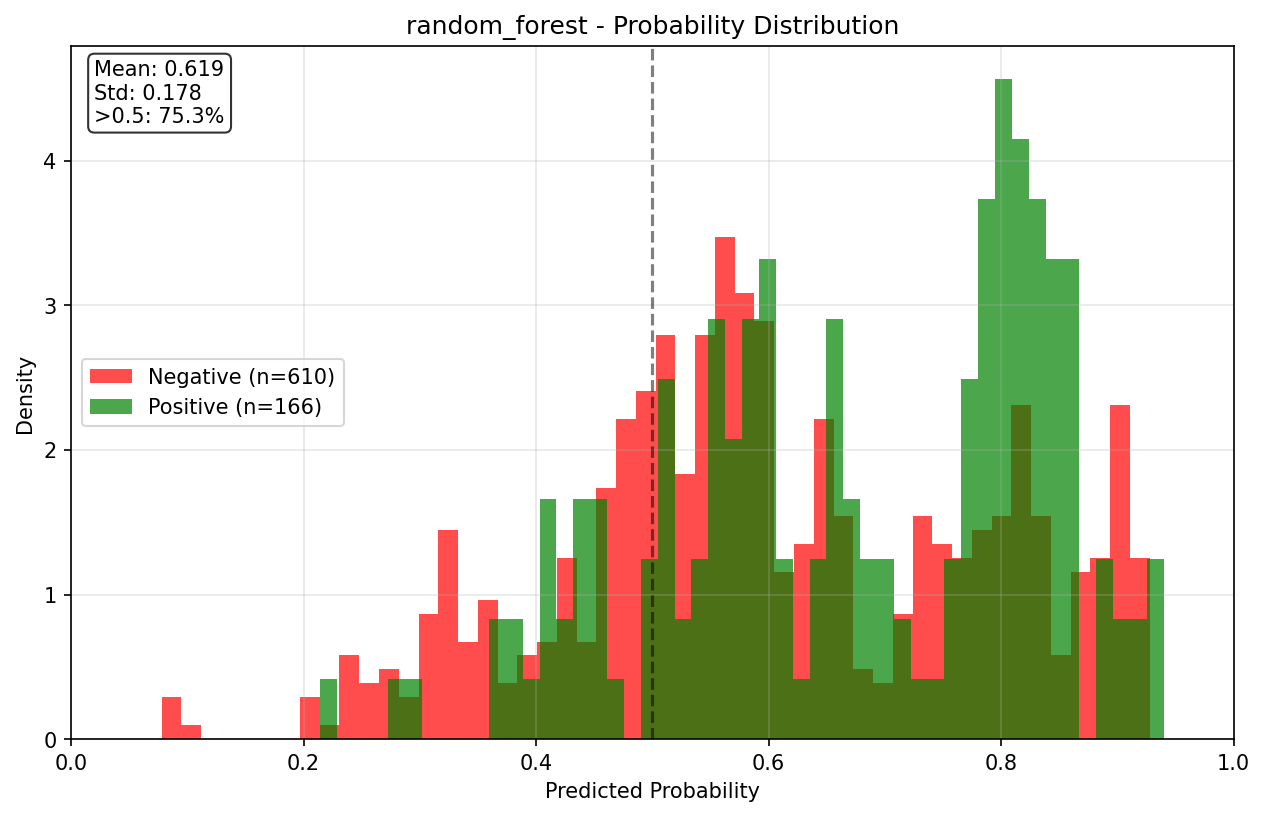 random_forest - Probability Distribution
Mean: 0.619
Std: 0.178
>0.5: 75.3%
Negative (n=610)
Positive (n=166)
Density
4
3
2
1
0
0.0 0.2 0.4 0.6 0.8 1.0
Predicted Probability